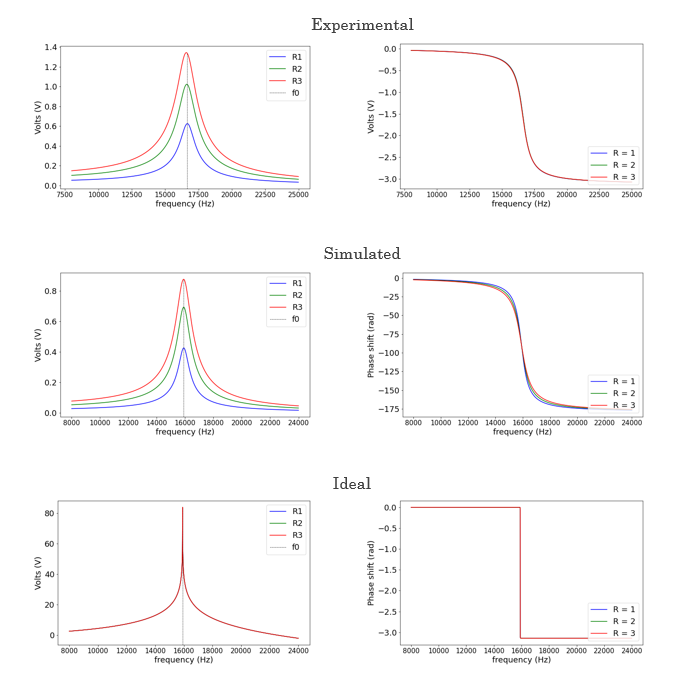 Experimental
1.4
1.2
1.0
0.8
0.6
0.4
0.2
0.0
Volts (V)
R1
R2
R3
f0
7500 10000 12500 15000 17500 20000 22500 25000
frequency (Hz)
0.0
−0.5
−1.0
−1.5
−2.0
−2.5
−3.0
Volts (V)
R = 1
R = 2
R = 3
7500 10000 12500 15000 17500 20000 22500 25000
frequency (Hz)
Simulated
0.8
0.6
0.4
0.2
0.0
Volts (V)
R1
R2
R3
f0
8000 10000 12000 14000 16000 18000 20000 22000 24000
frequency (Hz)
0
−25
−50
−75
−100
−125
−150
−175
Phase shift (rad)
R = 1
R = 2
R = 3
8000 10000 12000 14000 16000 18000 20000 22000 24000
frequency (Hz)
Ideal
80
60
40
20
0
Volts (V)
R1
R2
R3
f0
8000 10000 12000 14000 16000 18000 20000 22000 24000
frequency (Hz)
0.0
−0.5
−1.0
−1.5
−2.0
−2.5
−3.0
Phase shift (rad)
R = 1
R = 2
R = 3
8000 10000 12000 14000 16000 18000 20000 22000 24000
frequency (Hz)